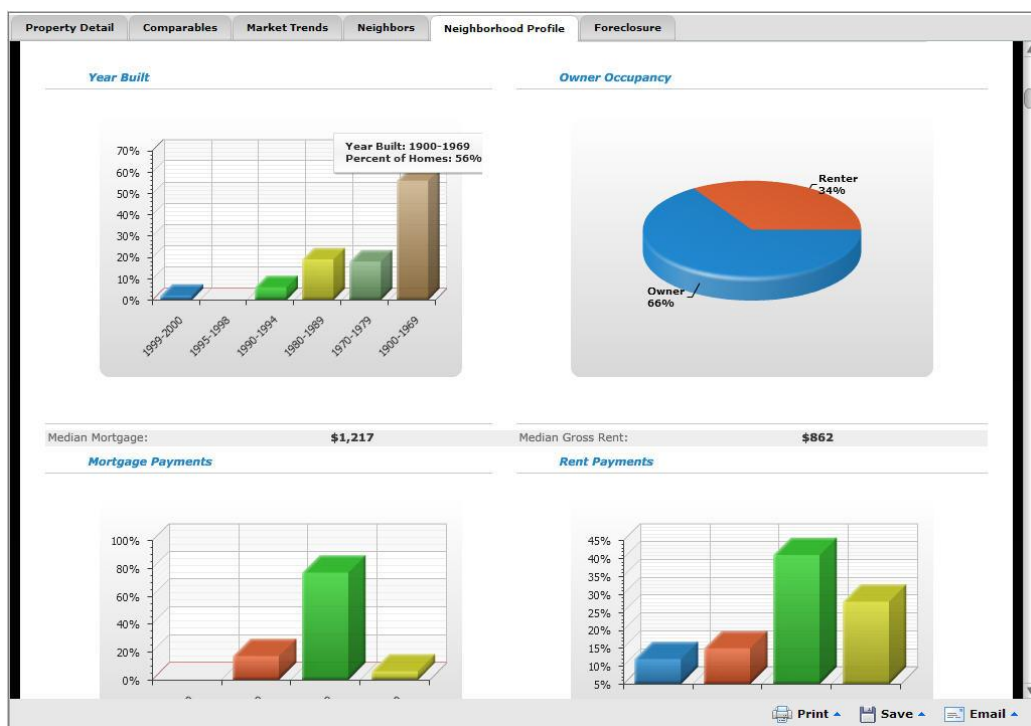 Property Detail Comparables Market Trends Neighbors Neighborhood Profile Foreclosure
Year Built
70%
60%
50%
40%
30%
20%
10%
0%
Year Built: 1900-1969
Percent of Homes: 56%
1999-2000
1995-1998
1990-1994
1980-1989
1970-1979
1900-1969
Owner Occupancy
Renter
34%
Owner
66%
Median Mortgage: $1,217
Median Gross Rent: $862
Mortgage Payments
100%
80%
60%
40%
20%
0%
Rent Payments
45%
40%
35%
30%
25%
20%
15%
10%
5%
Print Save Email